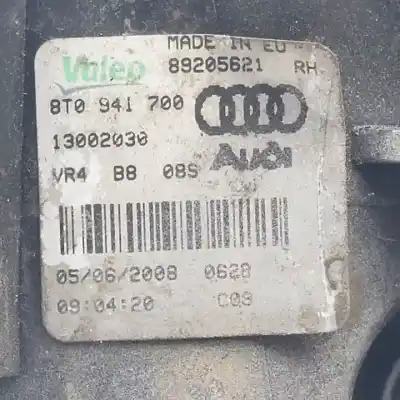 MADE IN EU
Valeo 89205621 RH
8T0 941 700
13002030 Audi
VR4 B8 08S
05/06/2008 0628
09:04:20 C09